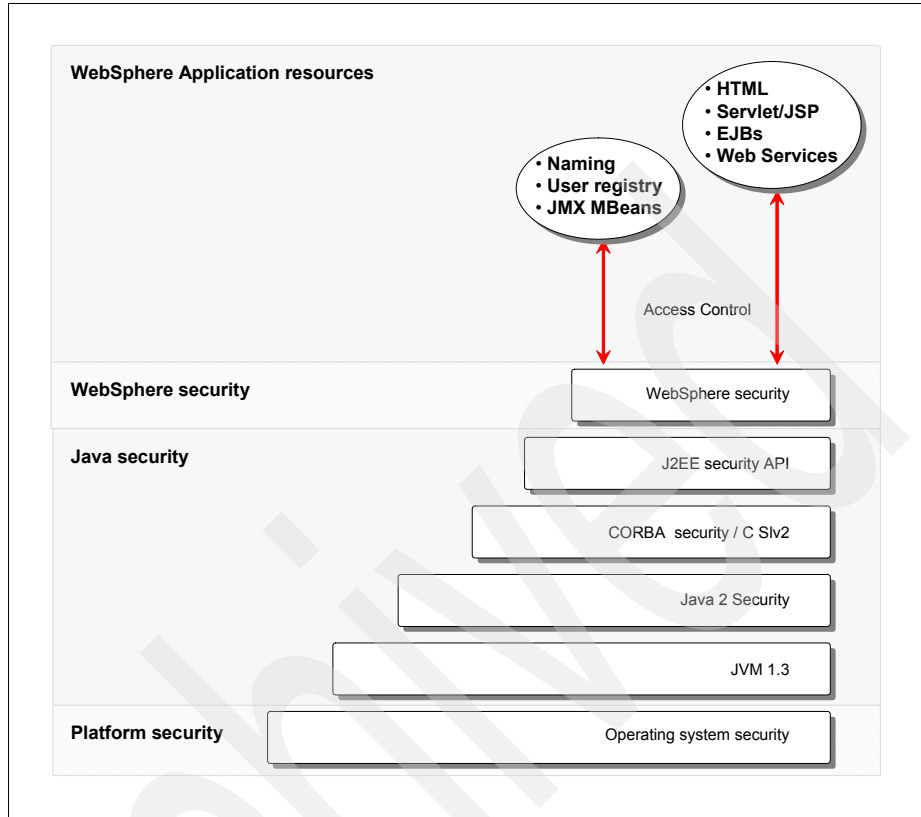 WebSphere Application resources
• HTML
• Servlet/JSP
• EJBs
• Web Services
• Naming
• User registry
• JMX MBeans
Access Control
WebSphere security
WebSphere security
Java security
J2EE security API
CORBA security / C SIv2
Java 2 Security
JVM 1.3
Platform security
Operating system security